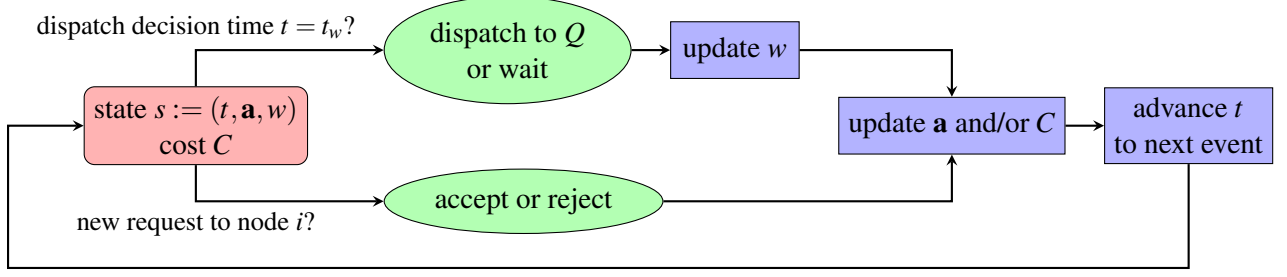 dispatch decision time t = t_w?
dispatch to Q
or wait
update w
state s := (t, a, w)
cost C
update a and/or C
advance t
to next event
accept or reject
new request to node i?